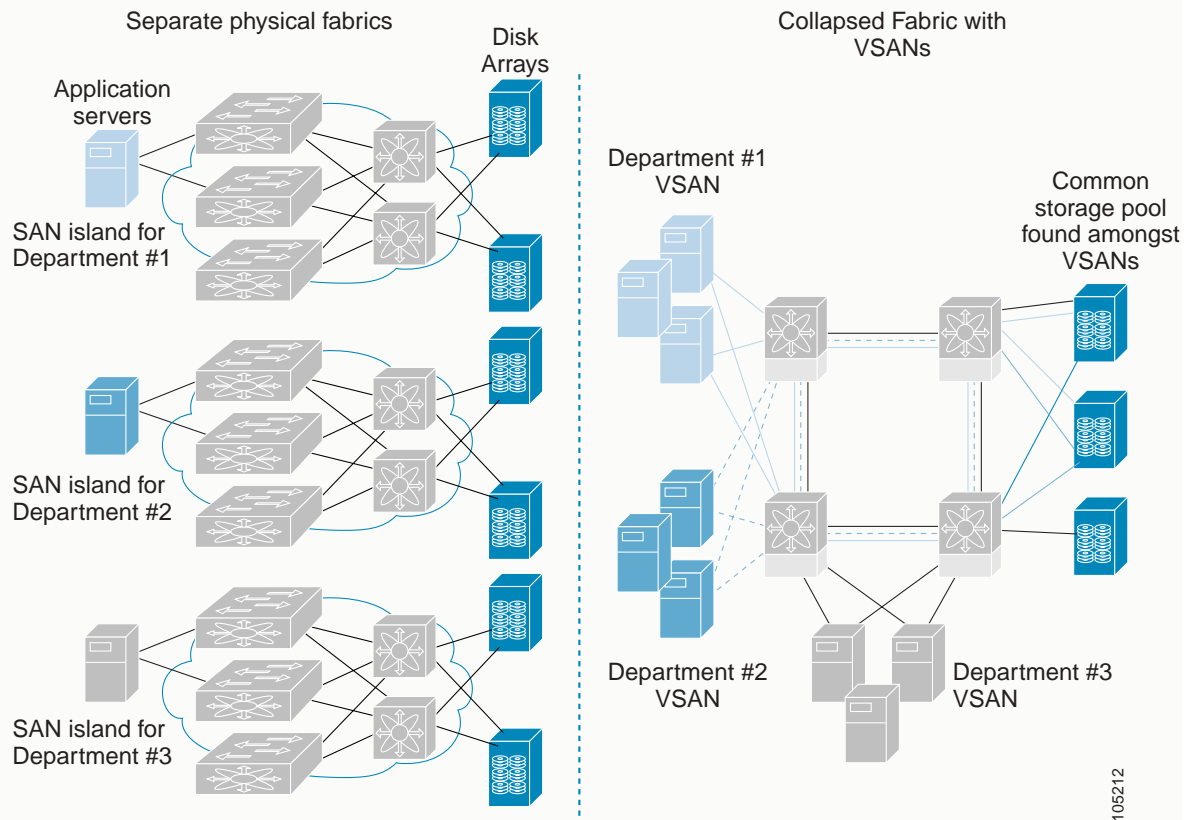 Separate physical fabrics
Disk
Arrays
Application
servers
SAN island for
Department #1
SAN island for
Department #2
SAN island for
Department #3
Collapsed Fabric with
VSANs
Department #1
VSAN
Common
storage pool
found amongst
VSANs
Department #2
VSAN
Department #3
VSAN
105212